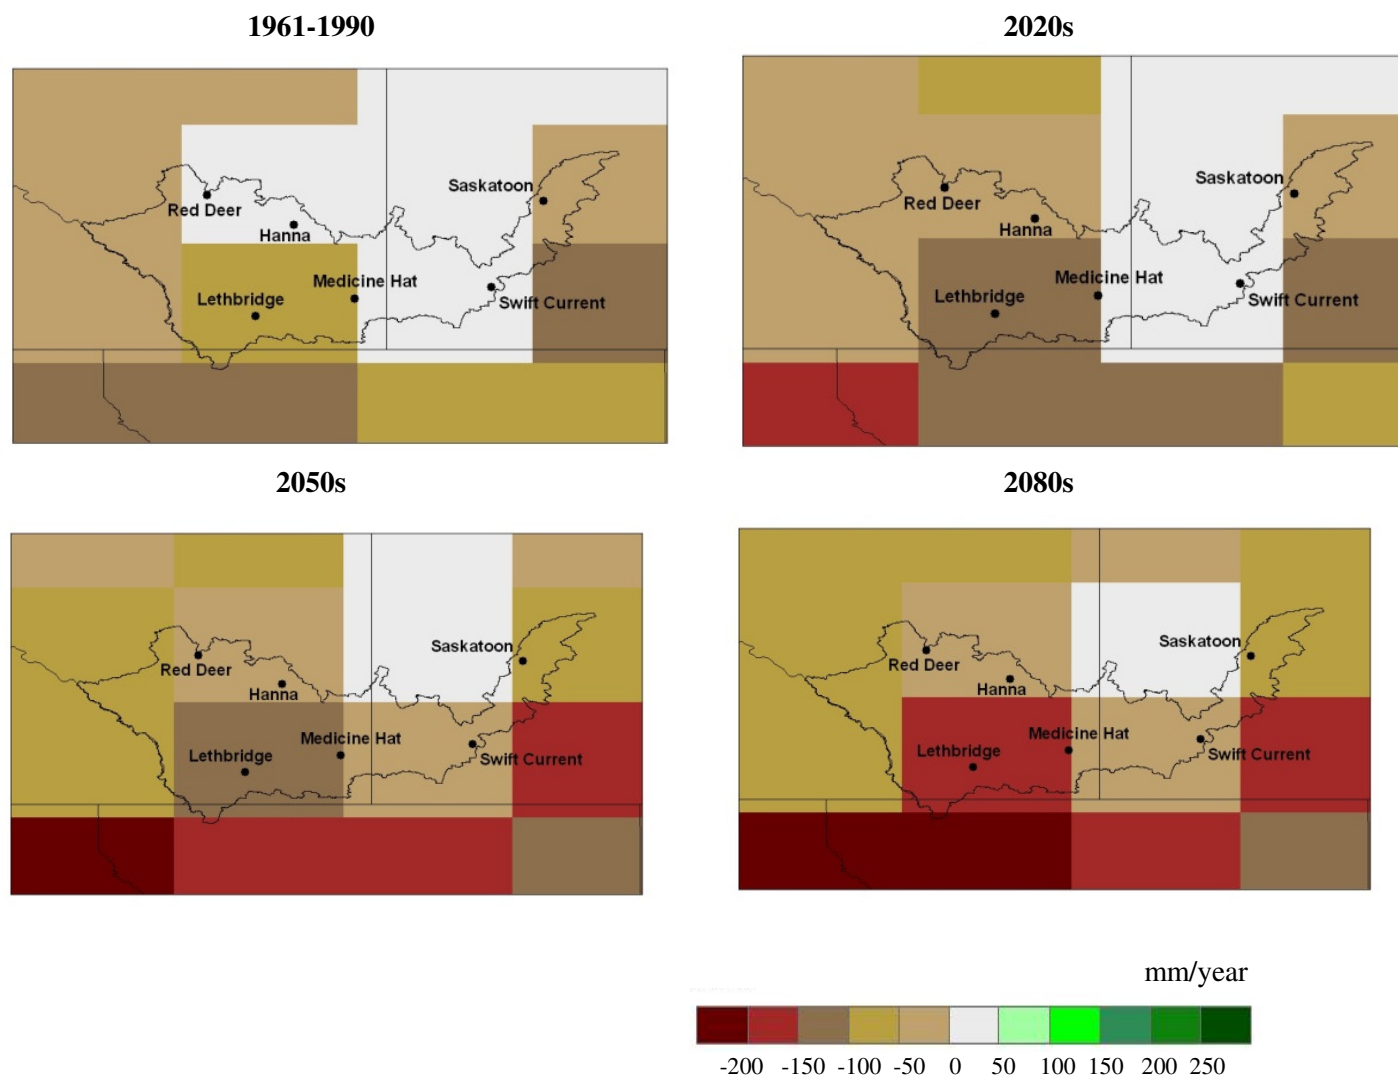 1961-1990
2020s
Saskatoon
Red Deer
Hanna
Medicine Hat
Lethbridge
Swift Current
Saskatoon
Red Deer
Hanna
Medicine Hat
Lethbridge
Swift Current
2050s
2080s
Saskatoon
Red Deer
Hanna
Medicine Hat
Lethbridge
Swift Current
Saskatoon
Red Deer
Hanna
Medicine Hat
Lethbridge
Swift Current
mm/year
-200 -150 -100 -50 0 50 100 150 200 250